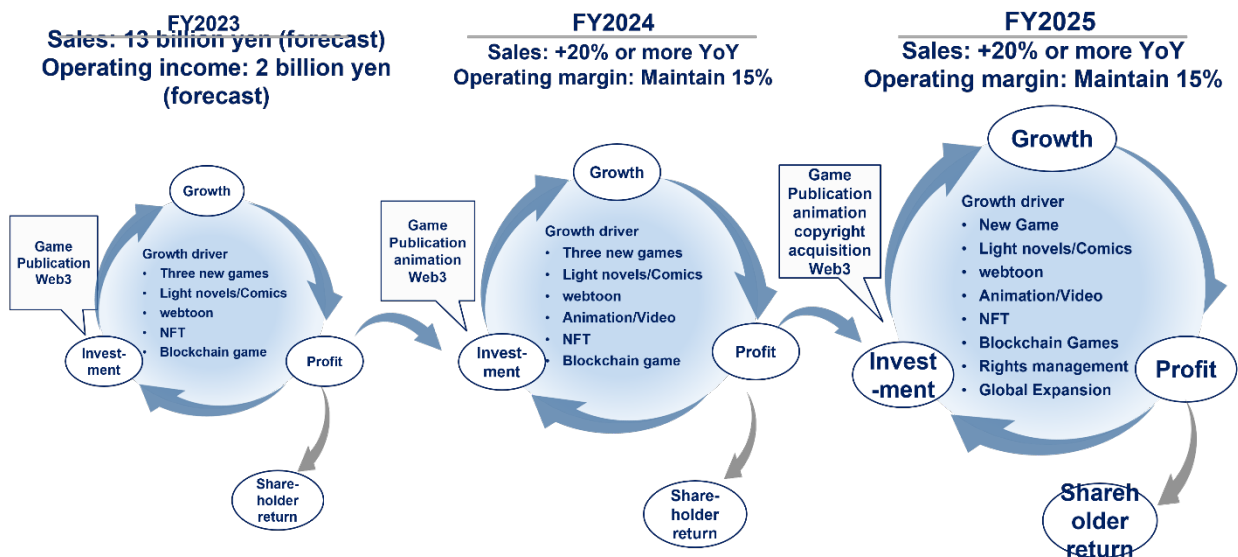 FY2023
Sales: 13 billion yen (forecast)
Operating income: 2 billion yen
(forecast)
Growth
Game
Publication
Web3
Growth driver
• Three new games
• Light novels/Comics
• webtoon
• NFT
• Blockchain game
Invest-
ment
Profit
Share-
holder
return
FY2024
Sales: +20% or more YoY
Operating margin: Maintain 15%
Growth
Game
Publication
animation
Web3
Growth driver
• Three new games
• Light novels/Comics
• webtoon
• Animation/Video
• NFT
• Blockchain game
Invest-
ment
Profit
Share-
holder
return
FY2025
Sales: +20% or more YoY
Operating margin: Maintain 15%
Growth
Game
Publication
animation
copyright
acquisition
Web3
Growth driver
• New Game
• Light novels/Comics
• webtoon
• Animation/Video
• NFT
• Blockchain Games
• Rights management
• Global Expansion
Invest
-ment
Profit
Shareh
older
return